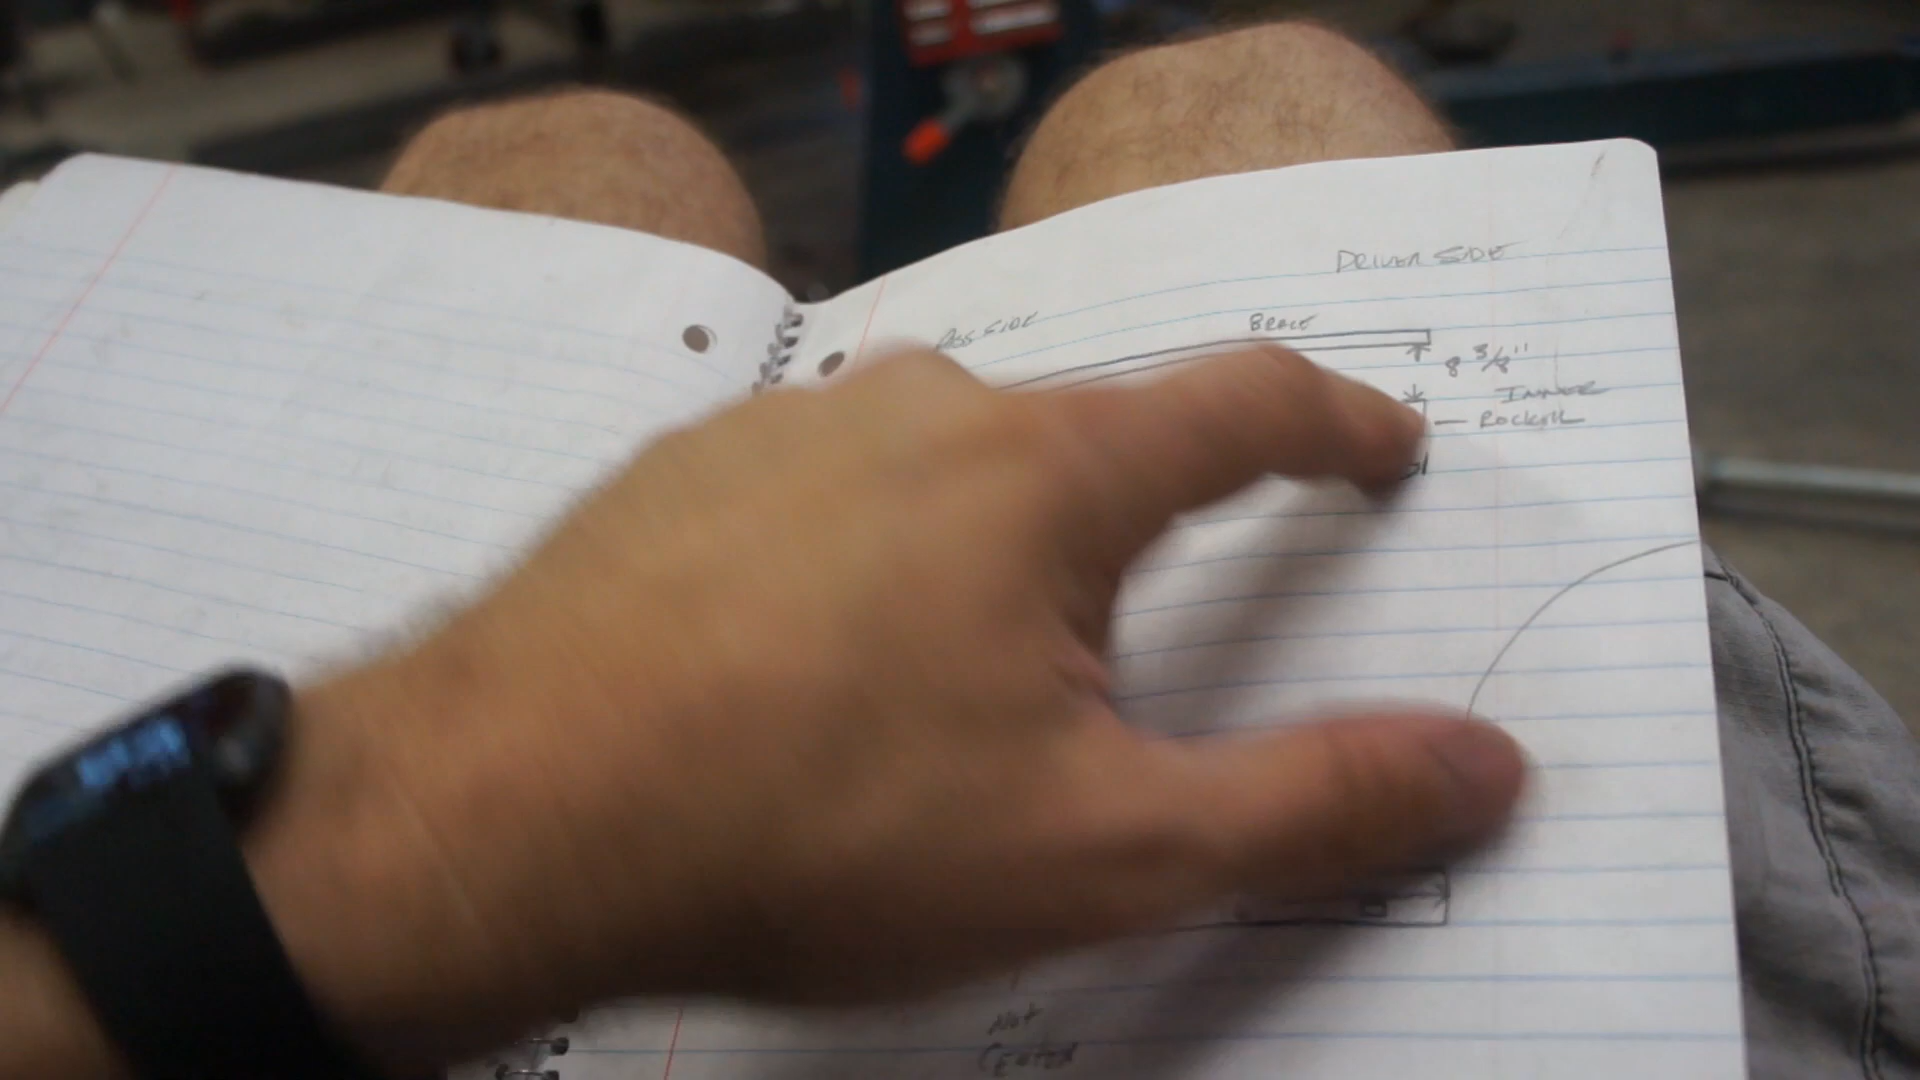 DRIVER SIDE
PASS SIDE
BRACE
8 3/8"
INNER
— ROCKER
NOT
CENTER